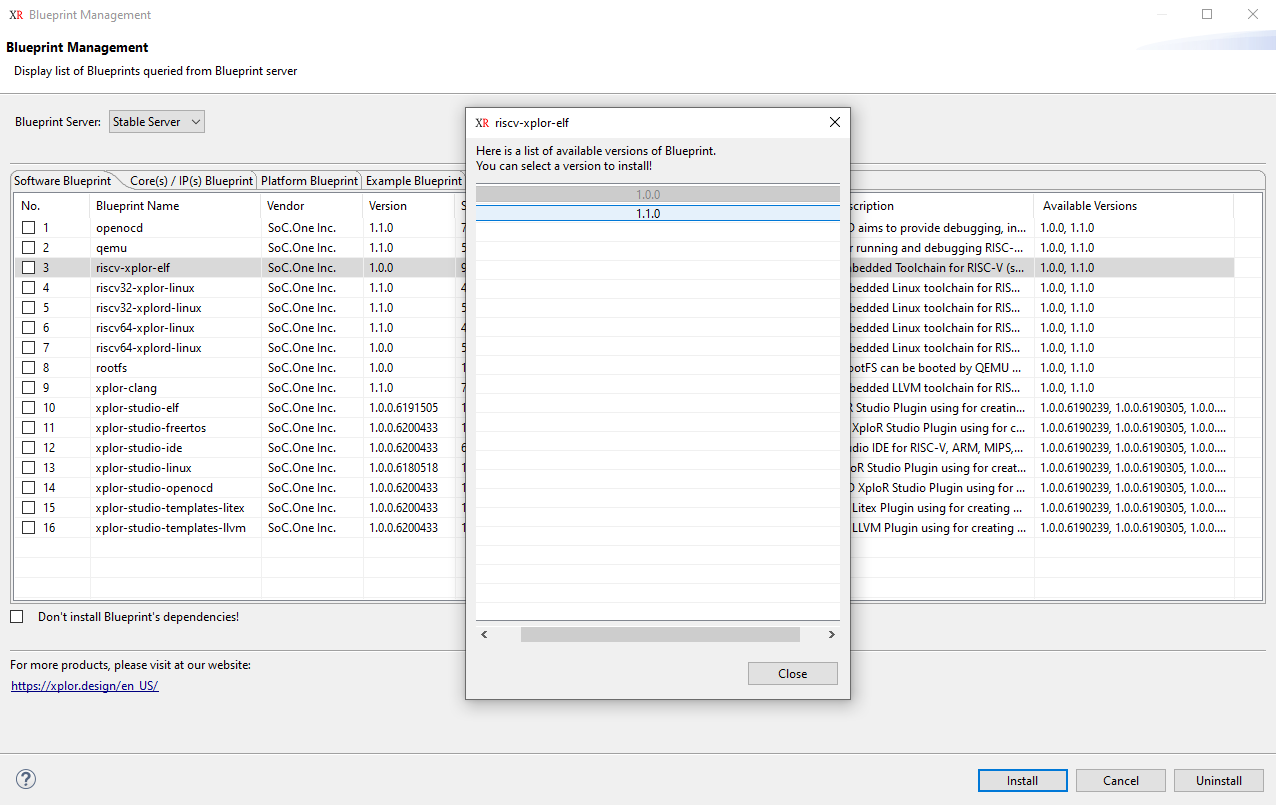 XR Blueprint Management
Blueprint Management
Display list of Blueprints queried from Blueprint server
Blueprint Server: Stable Server
XR riscv-xplor-elf
Here is a list of available versions of Blueprint.
You can select a version to install!
1.0.0
1.1.0
Close
Software Blueprint Core(s) / IP(s) Blueprint Platform Blueprint Example Blueprint
No. Blueprint Name Vendor Version S scription Available Versions
1 openocd SoC.One Inc. 1.1.0 7 D aims to provide debugging, in... 1.0.0, 1.1.0
2 qemu SoC.One Inc. 1.1.0 5 r running and debugging RISC-... 1.0.0, 1.1.0
3 riscv-xplor-elf SoC.One Inc. 1.0.0 9 bedded Toolchain for RISC-V (s... 1.0.0, 1.1.0
4 riscv32-xplor-linux SoC.One Inc. 1.1.0 4 bedded Linux toolchain for RIS... 1.0.0, 1.1.0
5 riscv32-xplord-linux SoC.One Inc. 1.1.0 5 bedded Linux toolchain for RIS... 1.0.0, 1.1.0
6 riscv64-xplor-linux SoC.One Inc. 1.1.0 4 bedded Linux toolchain for RIS... 1.0.0, 1.1.0
7 riscv64-xplord-linux SoC.One Inc. 1.0.0 5 bedded Linux toolchain for RIS... 1.0.0, 1.1.0
8 rootfs SoC.One Inc. 1.0.0 1 ootFS can be booted by QEMU ... 1.0.0, 1.1.0
9 xplor-clang SoC.One Inc. 1.1.0 7 bedded LLVM toolchain for RIS... 1.0.0, 1.1.0
10 xplor-studio-elf SoC.One Inc. 1.0.0.6191505 1 R Studio Plugin using for creatin... 1.0.0.6190239, 1.0.0.6190305, 1.0.0....
11 xplor-studio-freertos SoC.One Inc. 1.0.0.6200433 1 XploR Studio Plugin using for c... 1.0.0.6190239, 1.0.0.6190305, 1.0.0....
12 xplor-studio-ide SoC.One Inc. 1.0.0.6200433 6 dio IDE for RISC-V, ARM, MIPS,... 1.0.0.6190239, 1.0.0.6190305, 1.0.0....
13 xplor-studio-linux SoC.One Inc. 1.0.0.6180518 1 oR Studio Plugin using for creat... 1.0.0.6190239, 1.0.0.6190305, 1.0.0....
14 xplor-studio-openocd SoC.One Inc. 1.0.0.6200433 1 D XploR Studio Plugin using for ... 1.0.0.6190239, 1.0.0.6190305, 1.0.0....
15 xplor-studio-templates-litex SoC.One Inc. 1.0.0.6200433 1 Litex Plugin using for creating ... 1.0.0.6190239, 1.0.0.6190305, 1.0.0....
16 xplor-studio-templates-llvm SoC.One Inc. 1.0.0.6200433 1 LLVM Plugin using for creating ... 1.0.0.6190239, 1.0.0.6190305, 1.0.0....
Don't install Blueprint's dependencies!
For more products, please visit at our website:
https://xplor.design/en_US/
? Install Cancel Uninstall